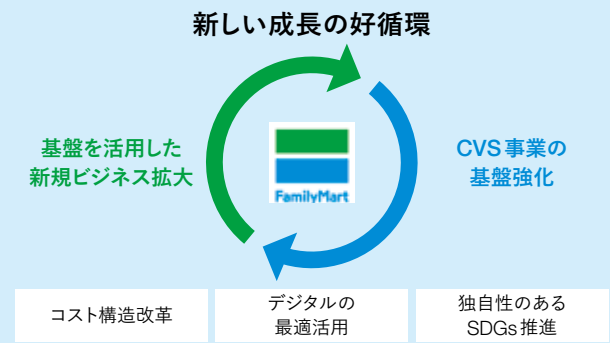 新しい成長の好循環
基盤を活用した
新規ビジネス拡大
FamilyMart
CVS事業の
基盤強化
コスト構造改革
デジタルの
最適活用
独自性のある
SDGs推進